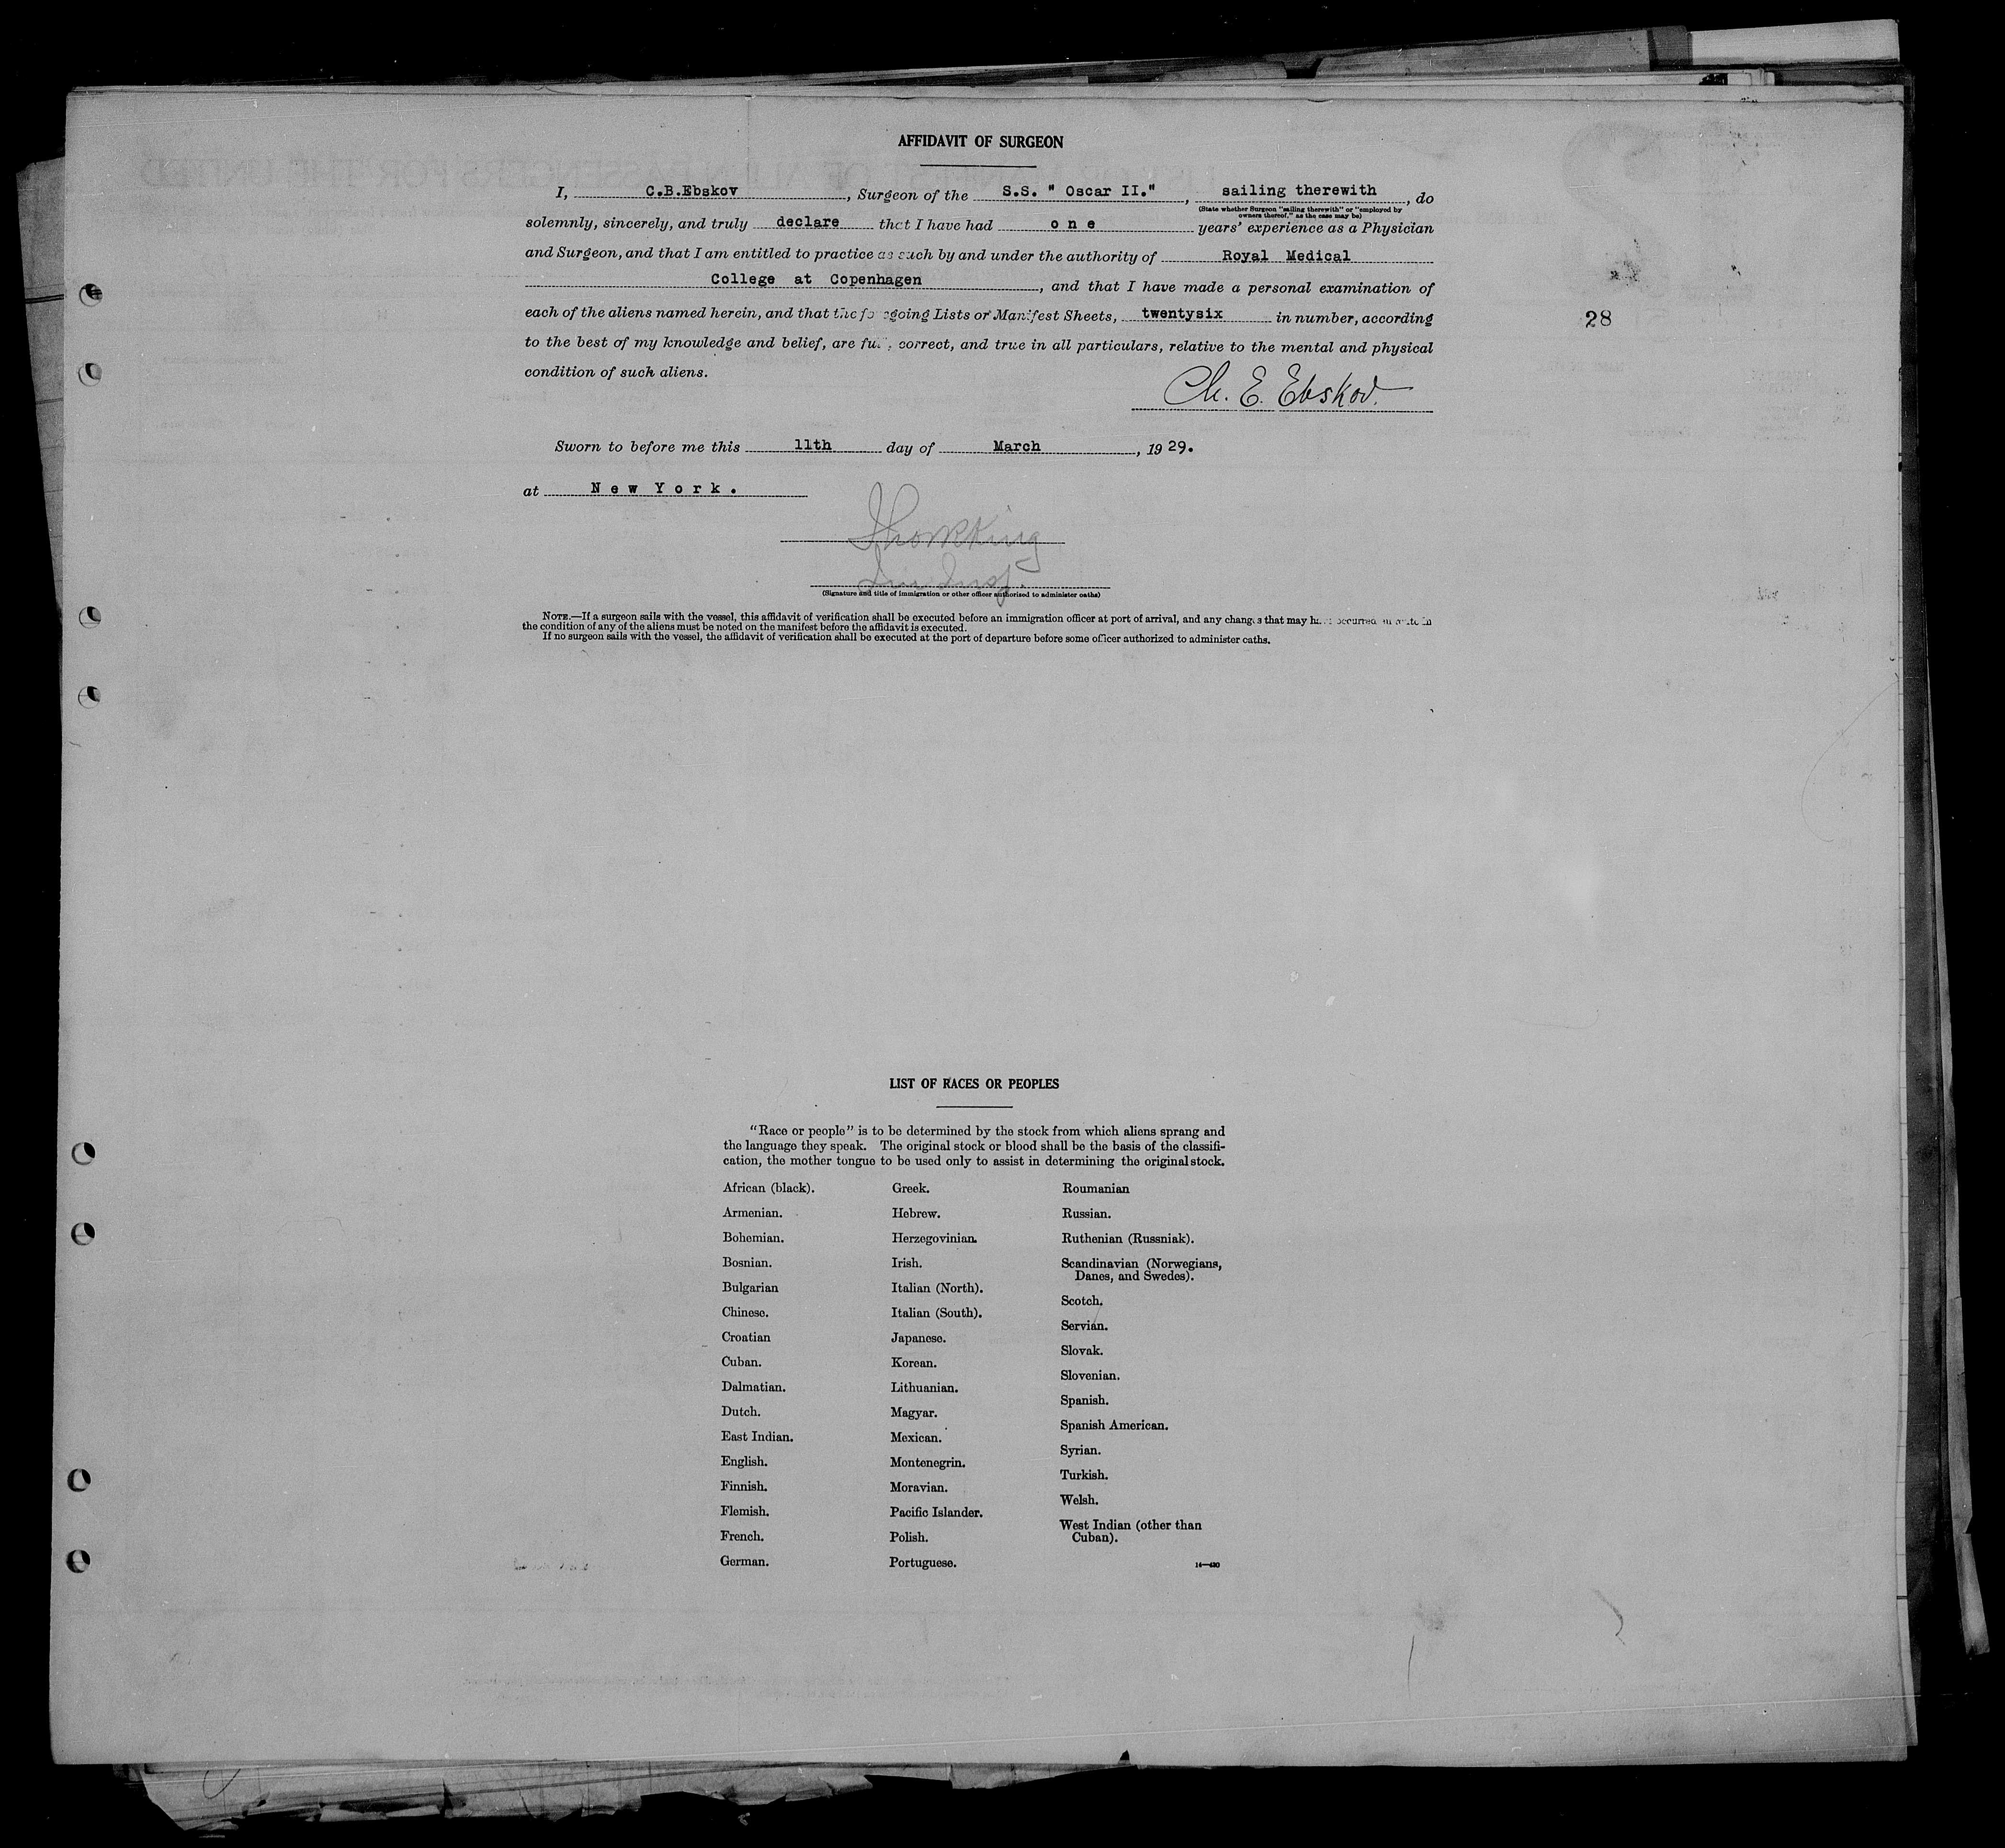 AFFIDAVIT OF SURGEON
I, C.B.Ebskov, Surgeon of the S.S. " Oscar II.", sailing therewith, do
(State whether Surgeon "sailing therewith" or "employed by
owners thereof," as the case may be)
solemnly, sincerely, and truly declare that I have had o n e years' experience as a Physician
and Surgeon, and that I am entitled to practice as such by and under the authority of Royal Medical
College at Copenhagen, and that I have made a personal examination of
each of the aliens named herein, and that the foregoing Lists or Manifest Sheets, twentysix in number, according
28
to the best of my knowledge and belief, are full, correct, and true in all particulars, relative to the mental and physical
condition of such aliens.
Ch. E. Ebskov.
Sworn to before me this 11th day of March, 1929.
at N e w Y o r k .
(Signature and title of immigration or other officer authorized to administer oaths)
NOTE.—If a surgeon sails with the vessel, this affidavit of verification shall be executed before an immigration officer at port of arrival, and any changes that may have occurred en route in
the condition of any of the aliens must be noted on the manifest before the affidavit is executed.
If no surgeon sails with the vessel, the affidavit of verification shall be executed at the port of departure before some officer authorized to administer oaths.
LIST OF RACES OR PEOPLES
"Race or people" is to be determined by the stock from which aliens sprang and
the language they speak. The original stock or blood shall be the basis of the classifi-
cation, the mother tongue to be used only to assist in determining the original stock.
African (black).
Armenian.
Bohemian.
Bosnian.
Bulgarian
Chinese.
Croatian
Cuban.
Dalmatian.
Dutch.
East Indian.
English.
Finnish.
Flemish.
French.
German.
Greek.
Hebrew.
Herzegovinian.
Irish.
Italian (North).
Italian (South).
Japanese.
Korean.
Lithuanian.
Magyar.
Mexican.
Montenegrin.
Moravian.
Pacific Islander.
Polish.
Portuguese.
Roumanian
Russian.
Ruthenian (Russniak).
Scandinavian (Norwegians,
Danes, and Swedes).
Scotch.
Servian.
Slovak.
Slovenian.
Spanish.
Spanish American.
Syrian.
Turkish.
Welsh.
West Indian (other than
Cuban).
14—430